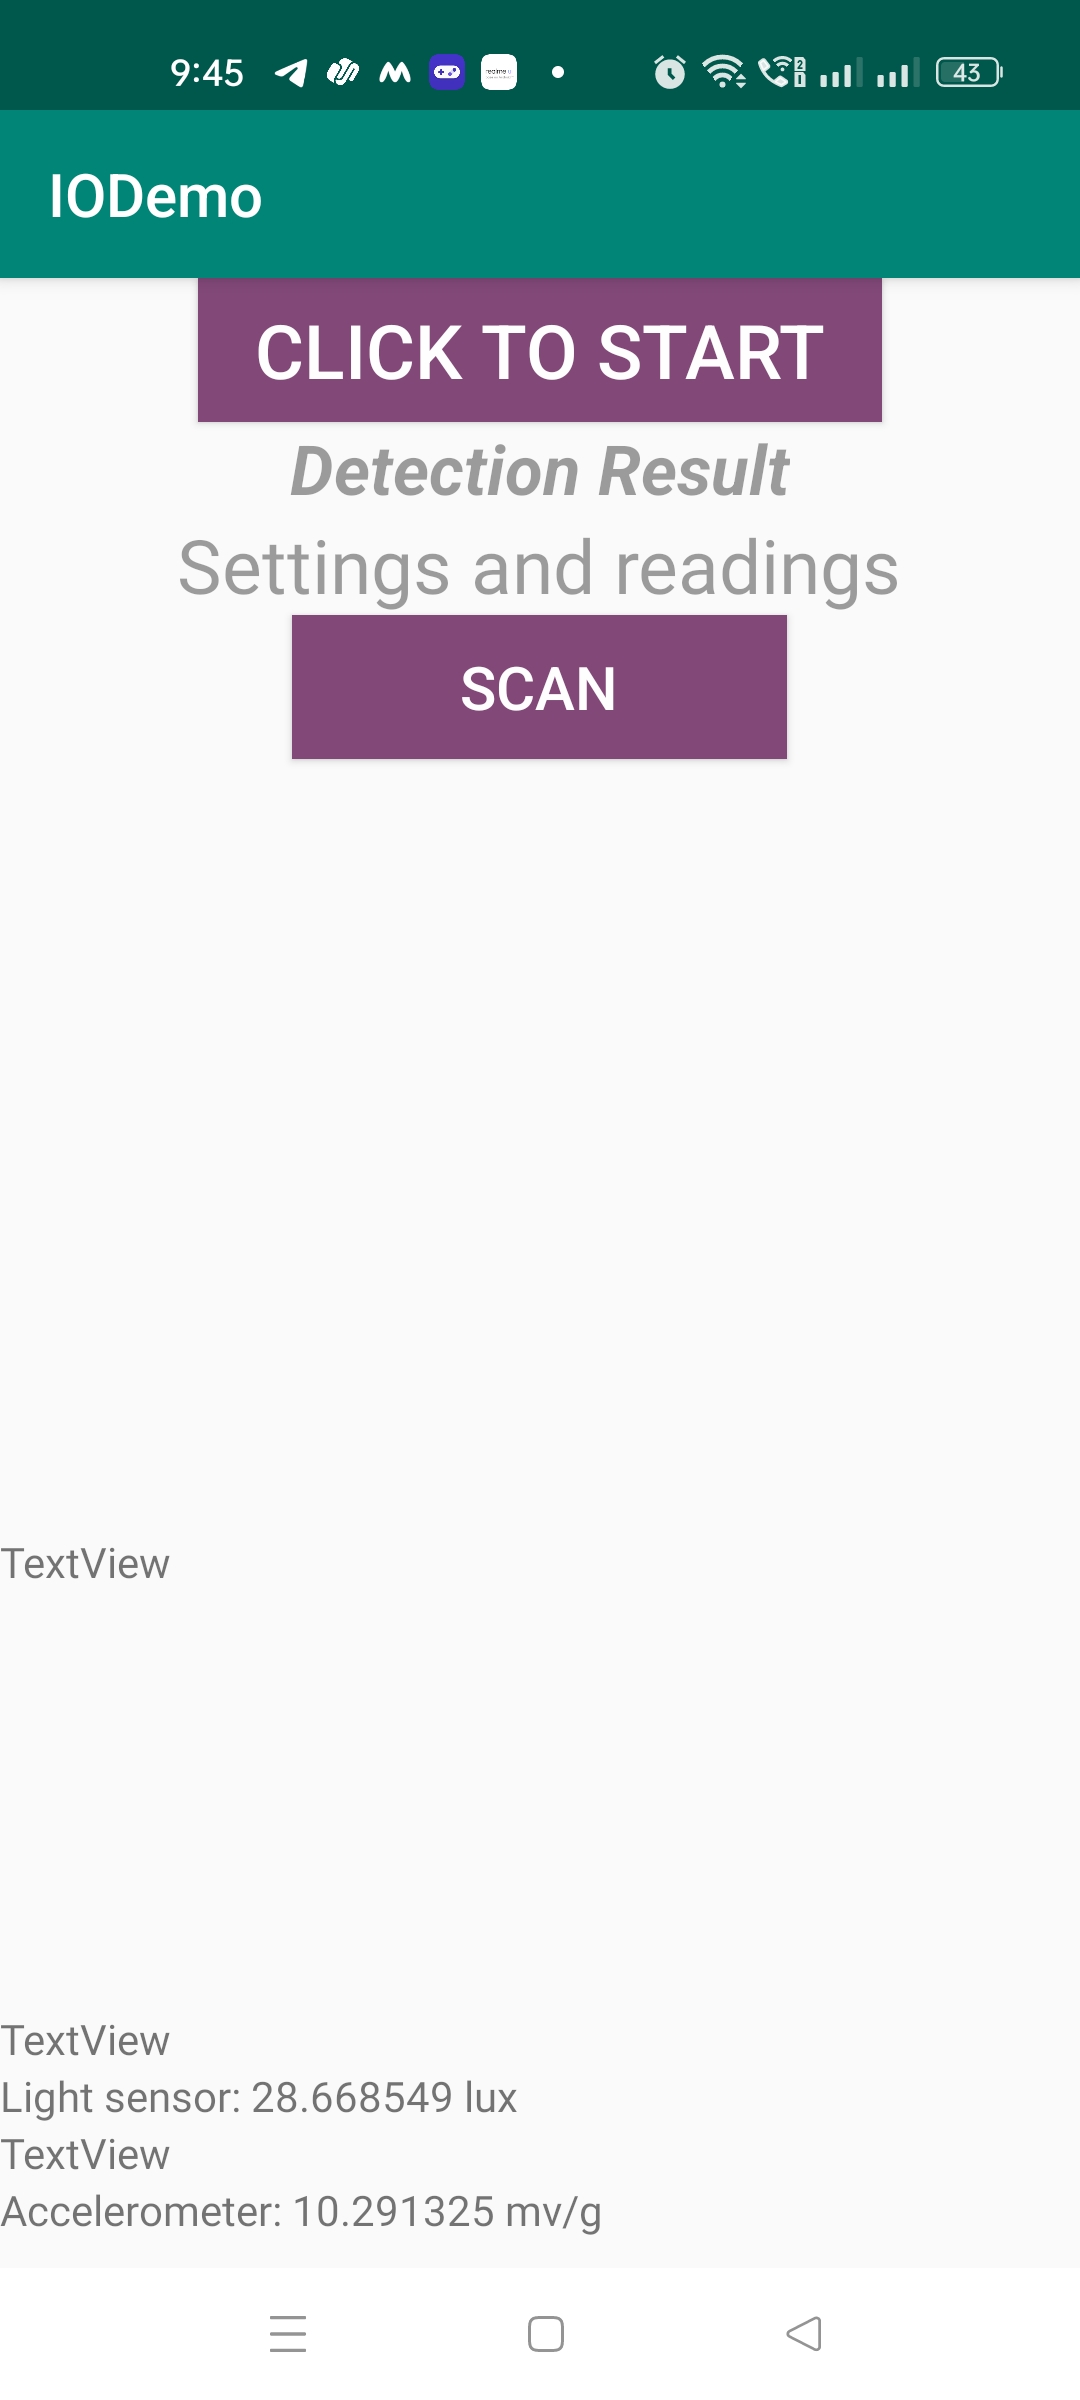 9:45
43
IODemo
CLICK TO START
Detection Result
Settings and readings
SCAN
TextView
TextView
Light sensor: 28.668549 lux
TextView
Accelerometer: 10.291325 mv/g